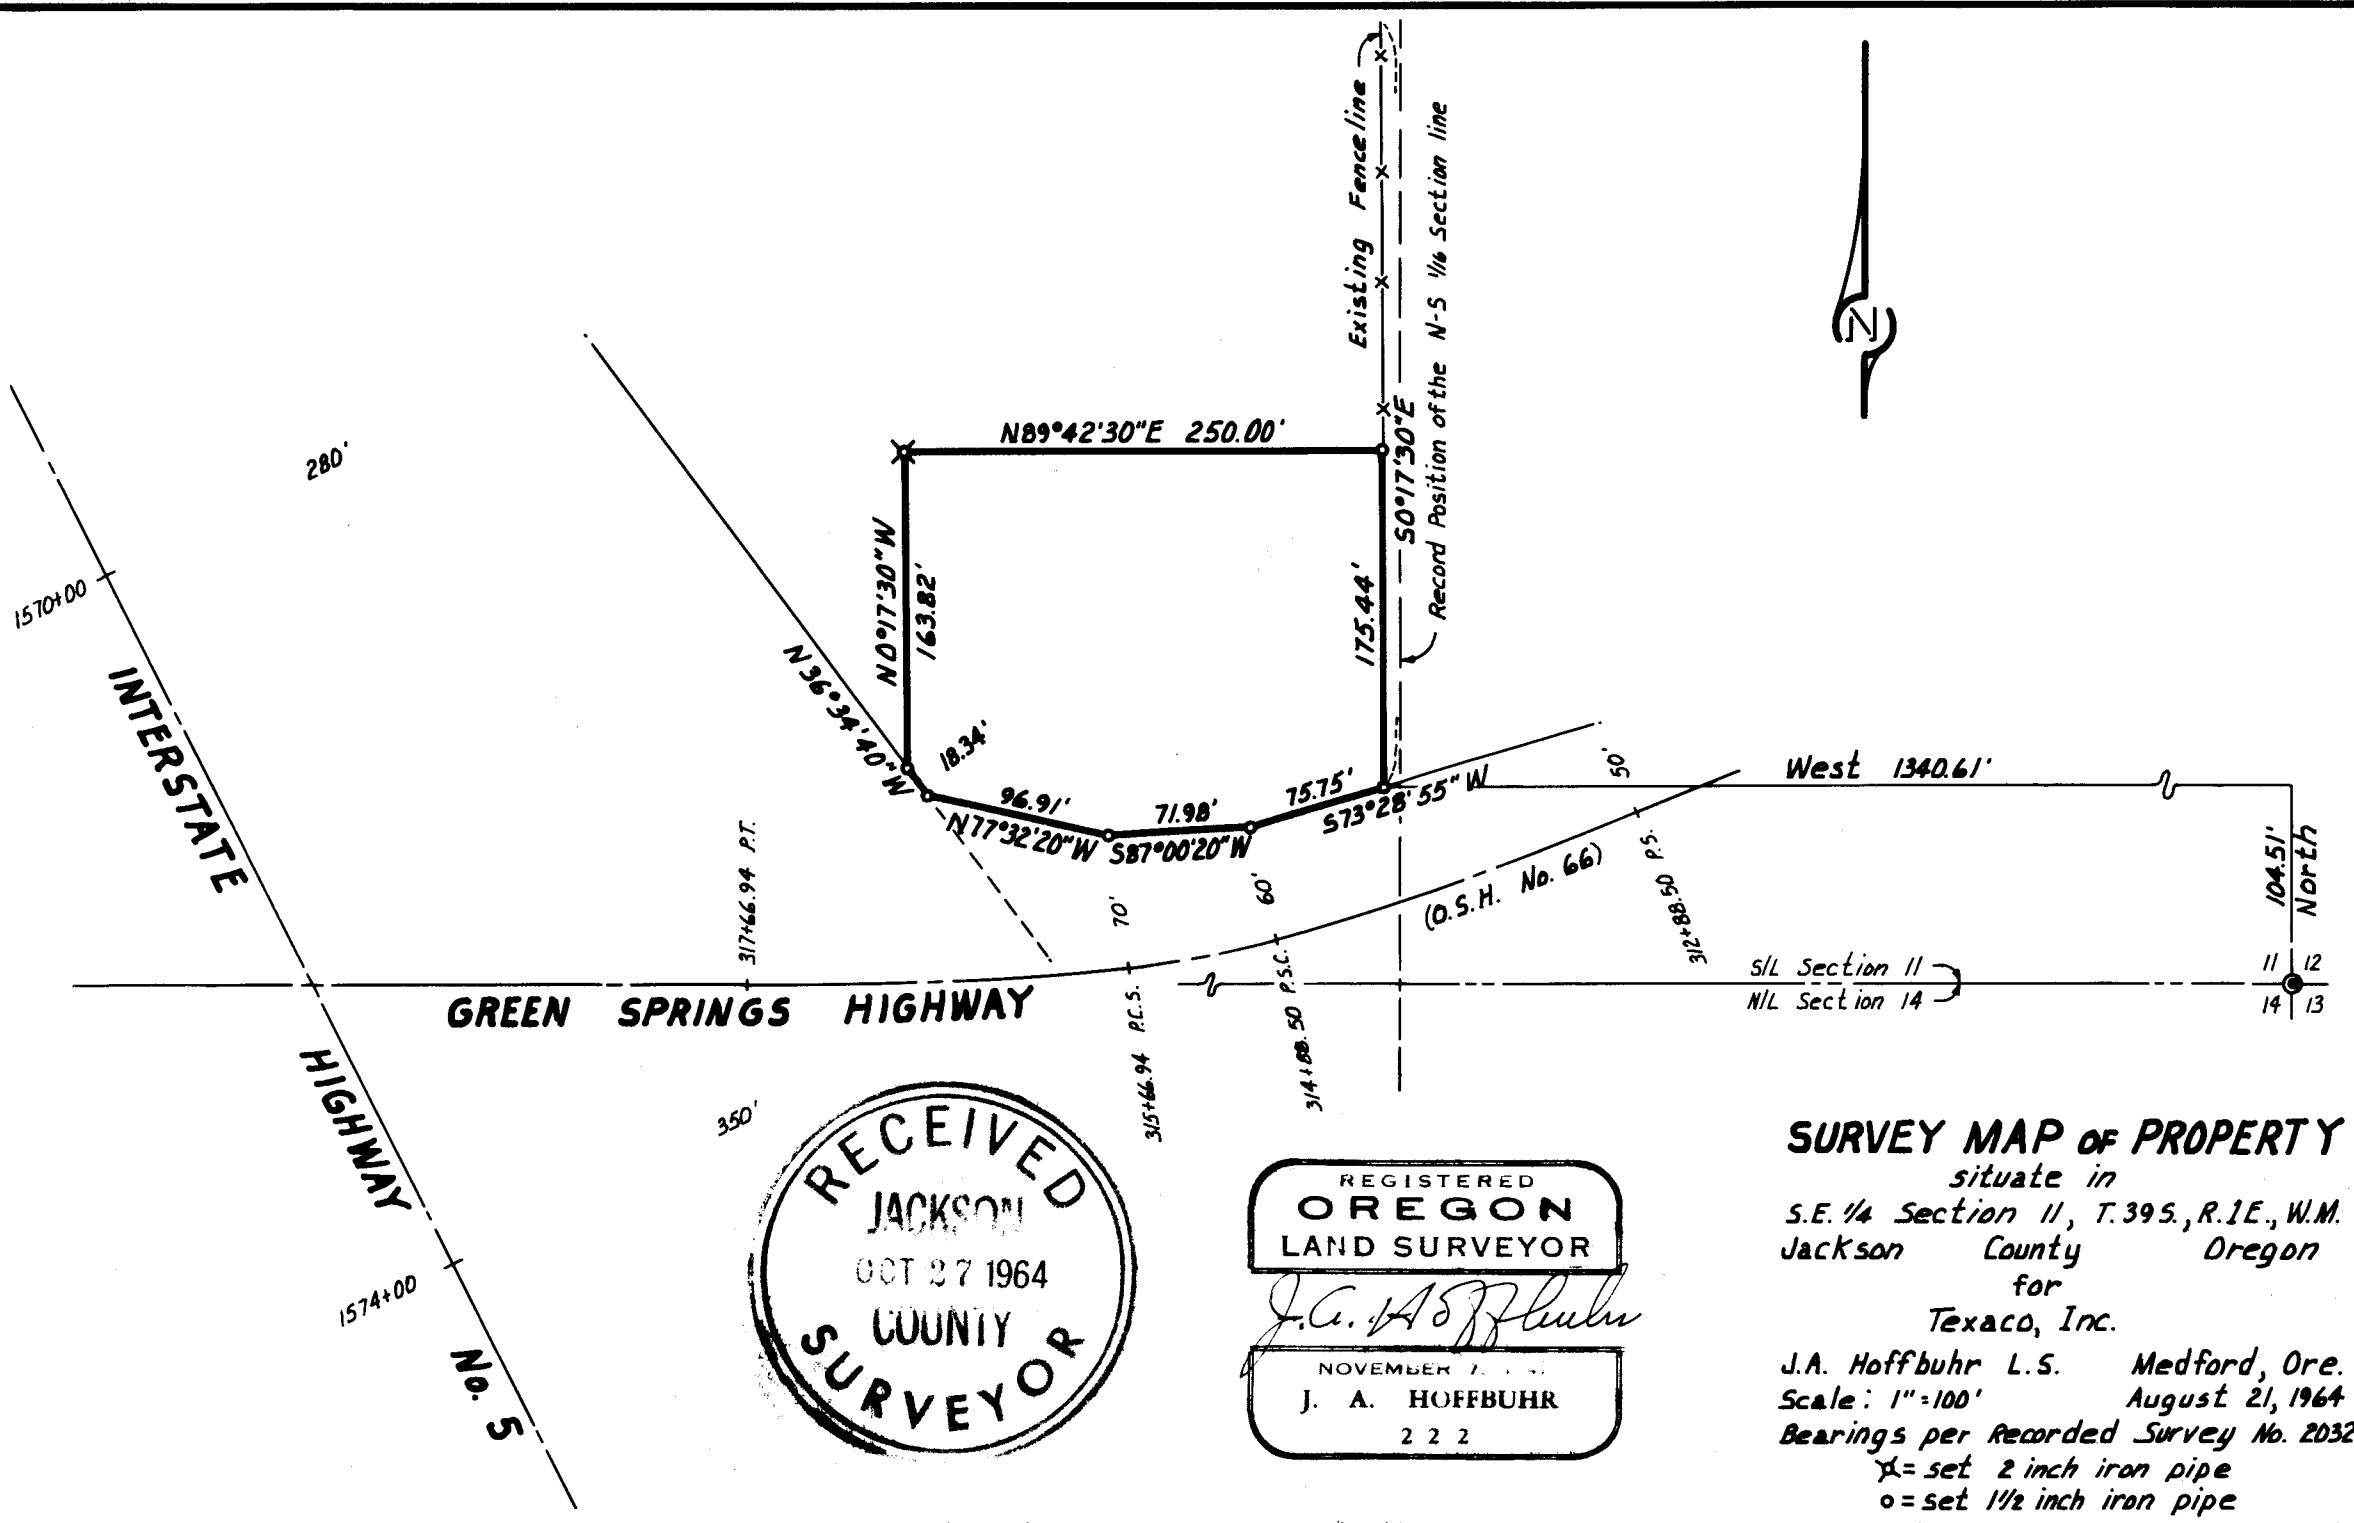 Existing Fenceline
Record Position of the N-S 1/16 Section line
N
N89°42'30"E 250.00'
S0°17'30"E
175.44'
N0°17'30"W
163.82'
280'
1570+00
N36°34'40"W
18.34'
96.91'
N77°32'20"W
71.98'
S87°00'20"W
75.75'
S73°28'55"W
50'
West 1340.61'
104.51'
North
INTERSTATE
HIGHWAY
No. 5
317+66.94 P.T.
70'
60'
(O.S.H. No. 66)
312+88.50 P.S.
S/L Section 11
N/L Section 14
11 12
14 13
GREEN SPRINGS HIGHWAY
315+66.94 P.C.S.
314+88.50 P.S.C.
350'
1574+00
RECEIVED
JACKSON
OCT 27 1964
COUNTY
SURVEYOR
REGISTERED
OREGON
LAND SURVEYOR
J.A. Hoffbuhr
NOVEMBER
J. A. HOFFBUHR
222
SURVEY MAP OF PROPERTY
situate in
S.E. 1/4 Section 11, T.39S., R.1E., W.M.
Jackson County Oregon
for
Texaco, Inc.
J.A. Hoffbuhr L.S. Medford, Ore.
Scale: 1"=100' August 21, 1964
Bearings per Recorded Survey No. 2032
= set 2 inch iron pipe
o = set 1 1/2 inch iron pipe